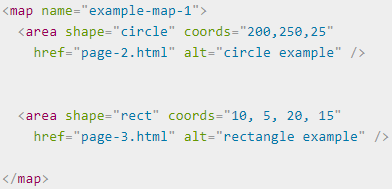 <map name="example-map-1">
<area shape="circle" coords="200,250,25"
href="page-2.html" alt="circle example" />
<area shape="rect" coords="10, 5, 20, 15"
href="page-3.html" alt="rectangle example" />
</map>